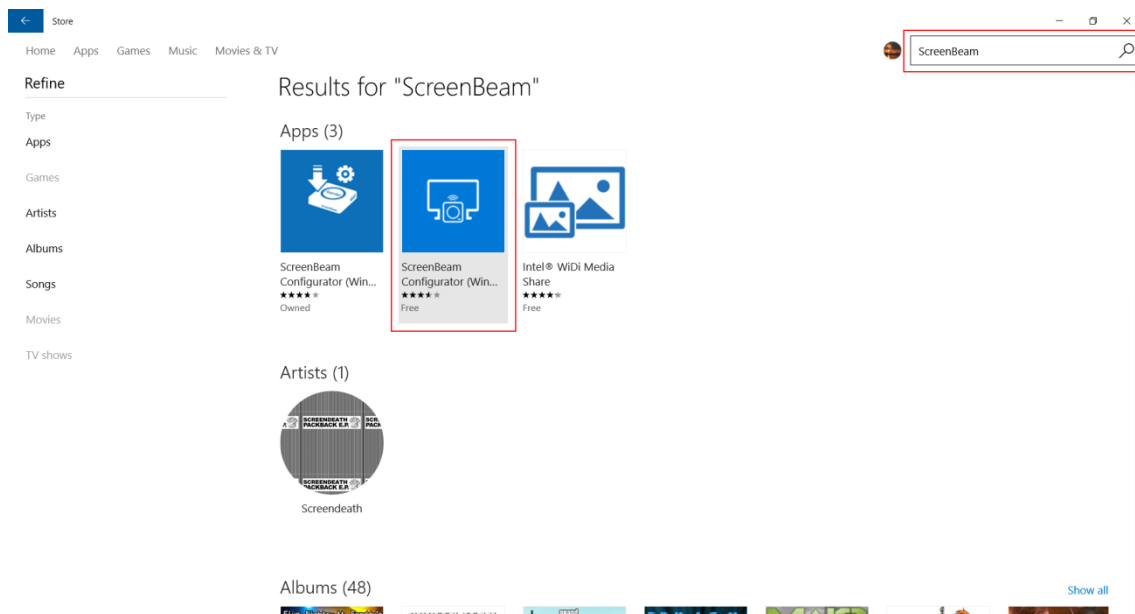 Store
Home Apps Games Music Movies & TV
ScreenBeam
Refine
Type
Apps
Games
Artists
Albums
Songs
Movies
TV shows
Results for "ScreenBeam"
Apps (3)
ScreenBeam
Configurator (Win...
Owned
ScreenBeam
Configurator (Win...
Free
Intel® WiDi Media
Share
Free
Artists (1)
SCREENDEATH
PACKBACK E.P.
SCREENDEATH
PACKBACK E.P.
Screendeath
Albums (48)
Show all